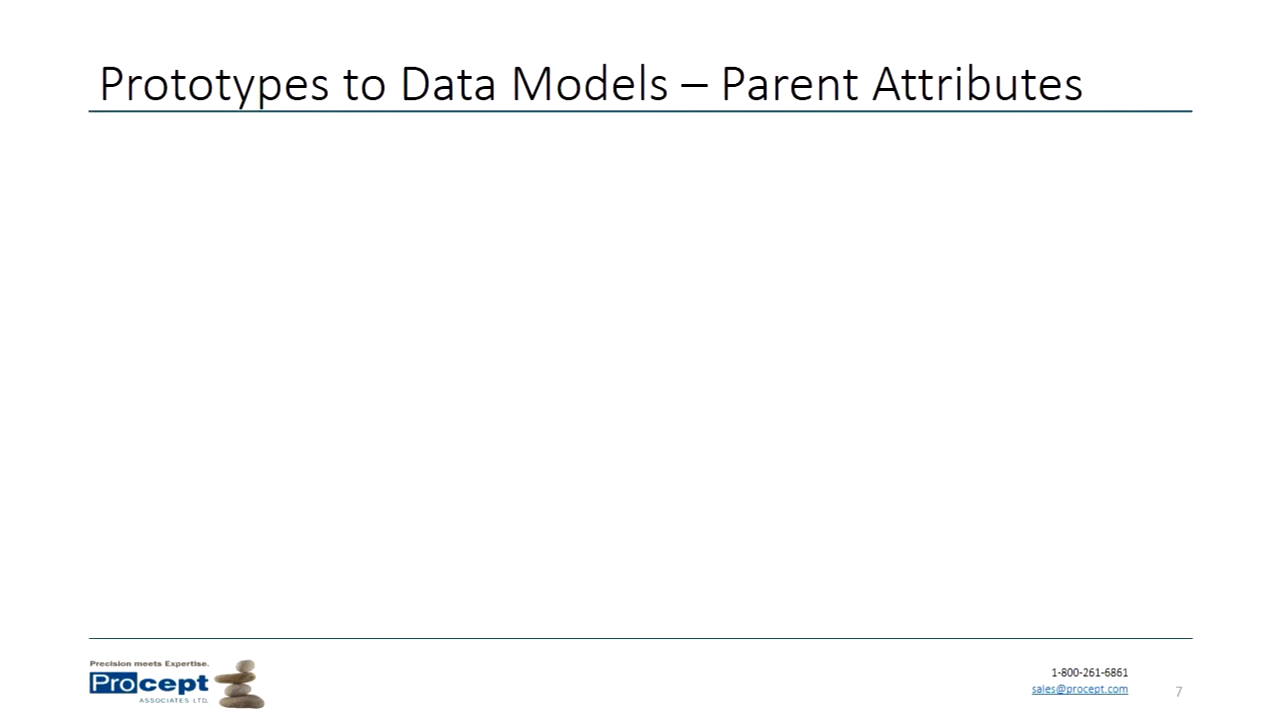 Prototypes to Data Models – Parent Attributes
Precision meets Expertise.
Procept
ASSOCIATES LTD.
1-800-261-6861
sales@procept.com
7